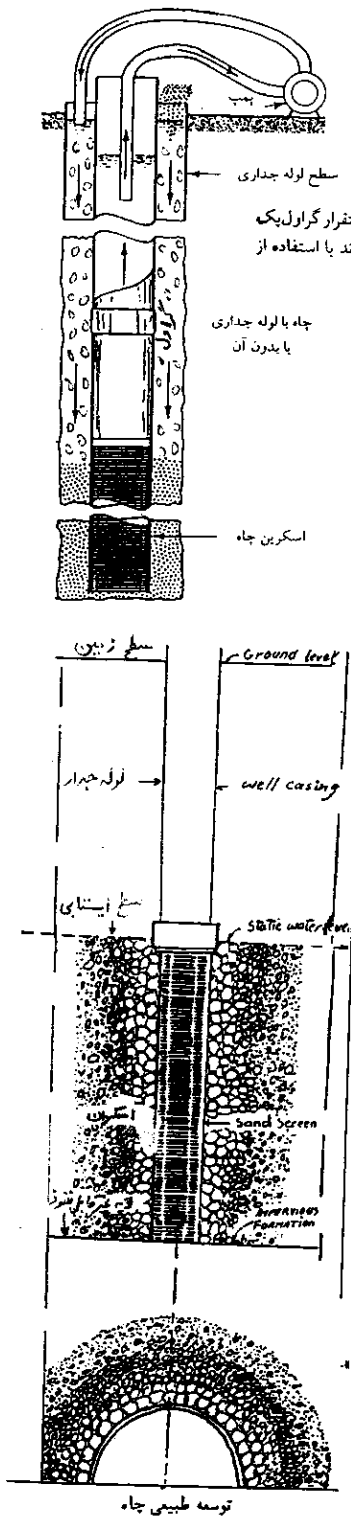 پمپ
سطح لوله جداری
گراول پک
با استفاده از
چاه با لوله جداری
یا بدون آن
گراول
اسکرین چاه
سطح زمین
Ground level
لوله جدار
well casing
سطح ایستابی
Static water level
اسکرین
Sand Screen
IMPERVIOUS
FORMATION
توسعه طبیعی چاه